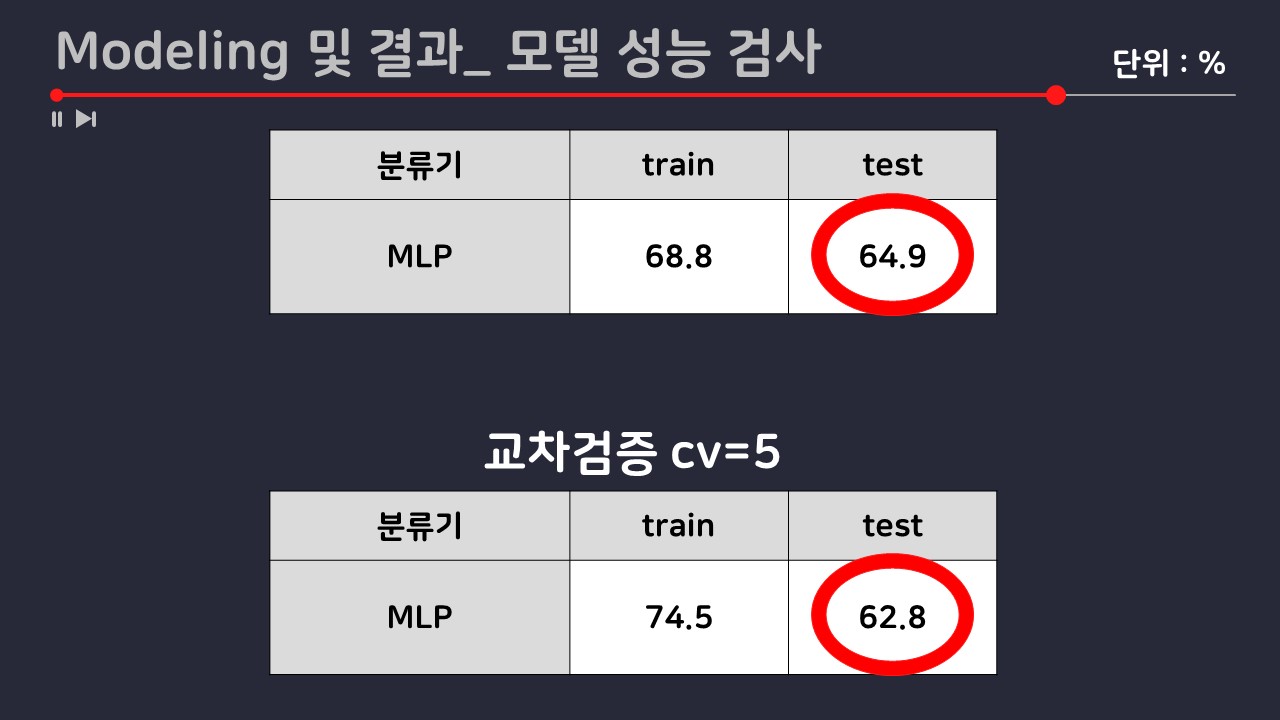 Modeling 및 결과_ 모델 성능 검사
단위 : %
분류기 train test
MLP 68.8 64.9
교차검증 cv=5
분류기 train test
MLP 74.5 62.8